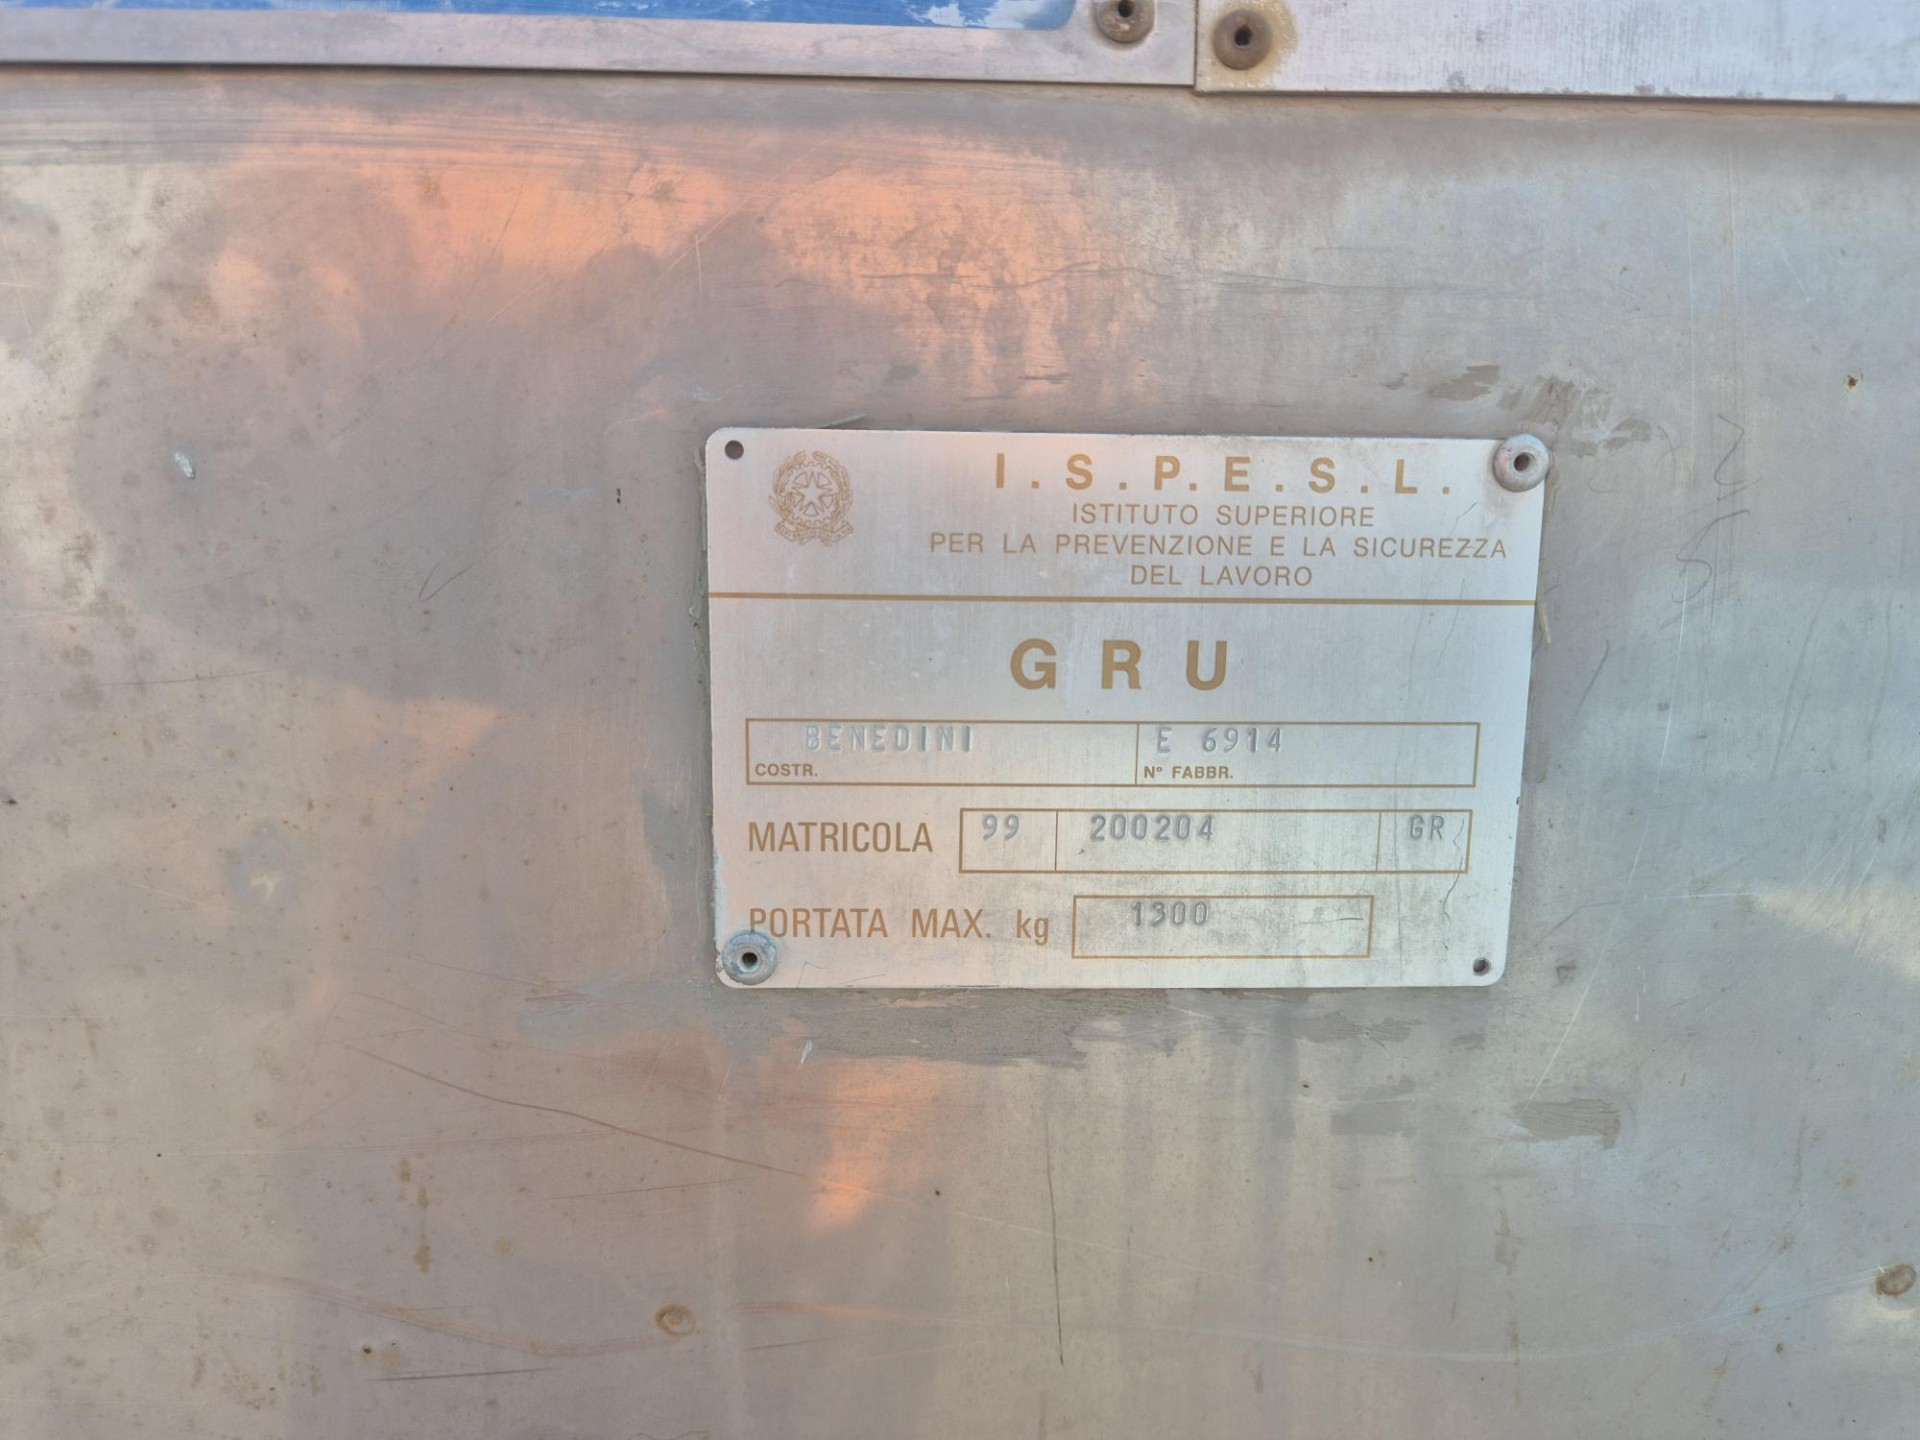 I.S.P.E.S.L.
ISTITUTO SUPERIORE
PER LA PREVENZIONE E LA SICUREZZA
DEL LAVORO
GRU
BENEDINI E 6914
COSTR. N° FABBR.
MATRICOLA 99 200204 GR
PORTATA MAX. kg 1300